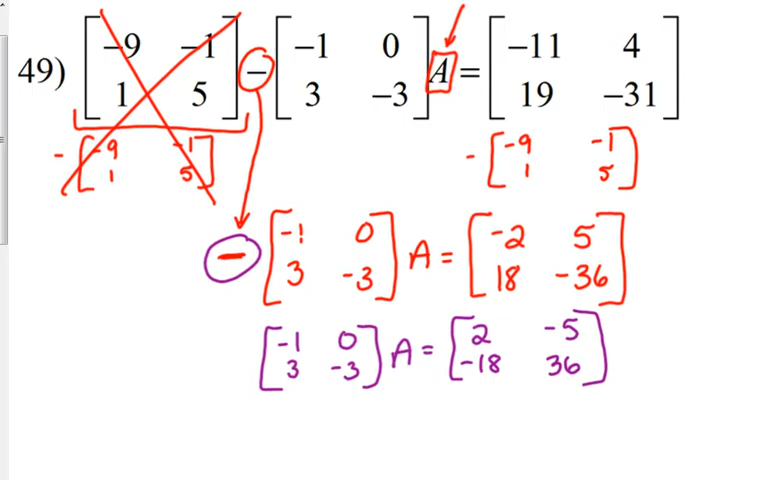 49) [ -9 -1 ] − [ -1 0 ] A = [ -11 4 ]
[ 1 5 ] [ 3 -3 ] [ 19 -31 ]
- [ -9 -1 ] - [ -9 -1 ]
[ 1 5 ] [ 1 5 ]
- [ -1 0 ] A = [ -2 5 ]
[ 3 -3 ] [ 18 -36 ]
[ -1 0 ] A = [ 2 -5 ]
[ 3 -3 ] [ -18 36 ]